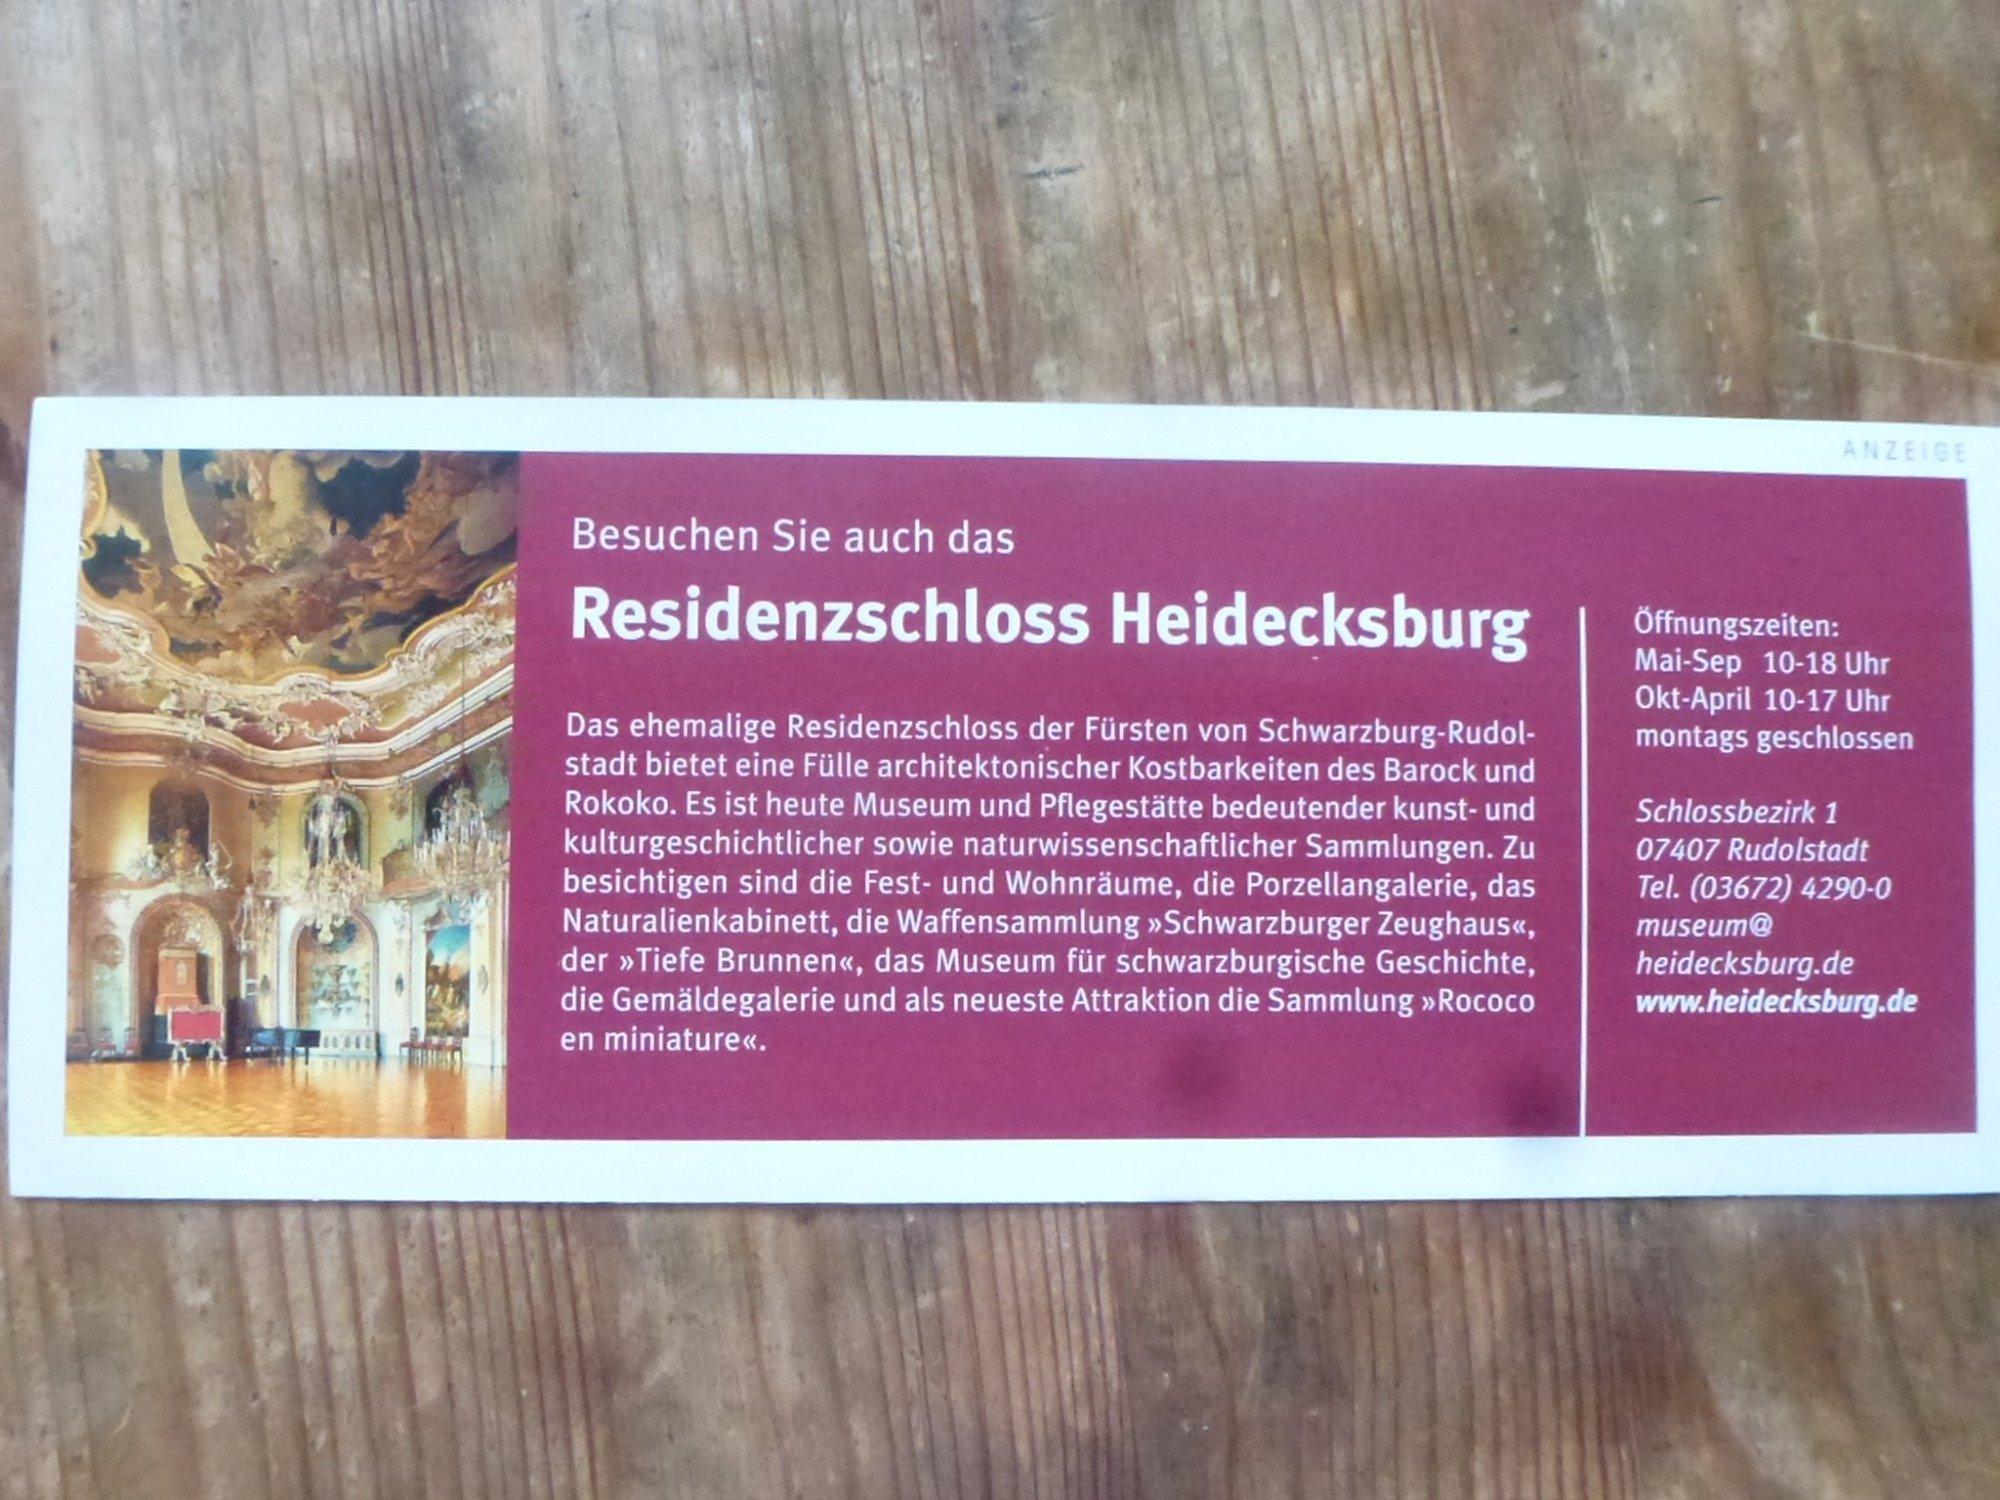 ANZEIGE
Besuchen Sie auch das
Residenzschloss Heidecksburg
Das ehemalige Residenzschloss der Fürsten von Schwarzburg-Rudol-
stadt bietet eine Fülle architektonischer Kostbarkeiten des Barock und
Rokoko. Es ist heute Museum und Pflegestätte bedeutender kunst- und
kulturgeschichtlicher sowie naturwissenschaftlicher Sammlungen. Zu
besichtigen sind die Fest- und Wohnräume, die Porzellangalerie, das
Naturalienkabinett, die Waffensammlung »Schwarzburger Zeughaus«,
der »Tiefe Brunnen«, das Museum für schwarzburgische Geschichte,
die Gemäldegalerie und als neueste Attraktion die Sammlung »Rococo
en miniature«.
Öffnungszeiten:
Mai-Sep 10-18 Uhr
Okt-April 10-17 Uhr
montags geschlossen
Schlossbezirk 1
07407 Rudolstadt
Tel. (03672) 4290-0
museum@
heidecksburg.de
www.heidecksburg.de